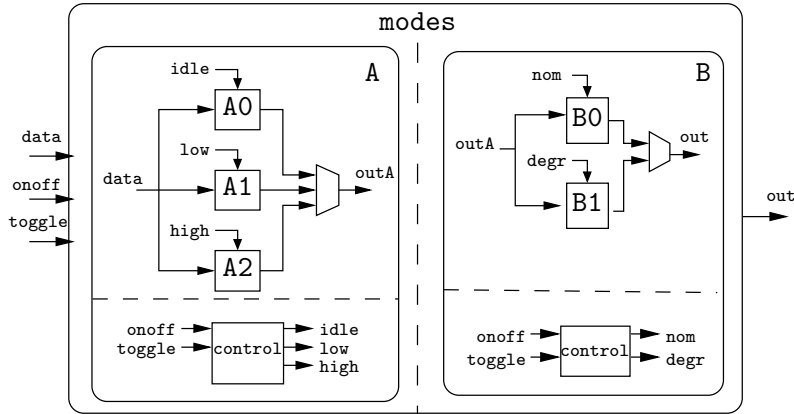 modes
data
onoff
toggle
A
idle
A0
low
A1
data
outA
high
A2
onoff
toggle
control
idle
low
high
B
nom
B0
outA
out
degr
B1
onoff
toggle
control
nom
degr
out